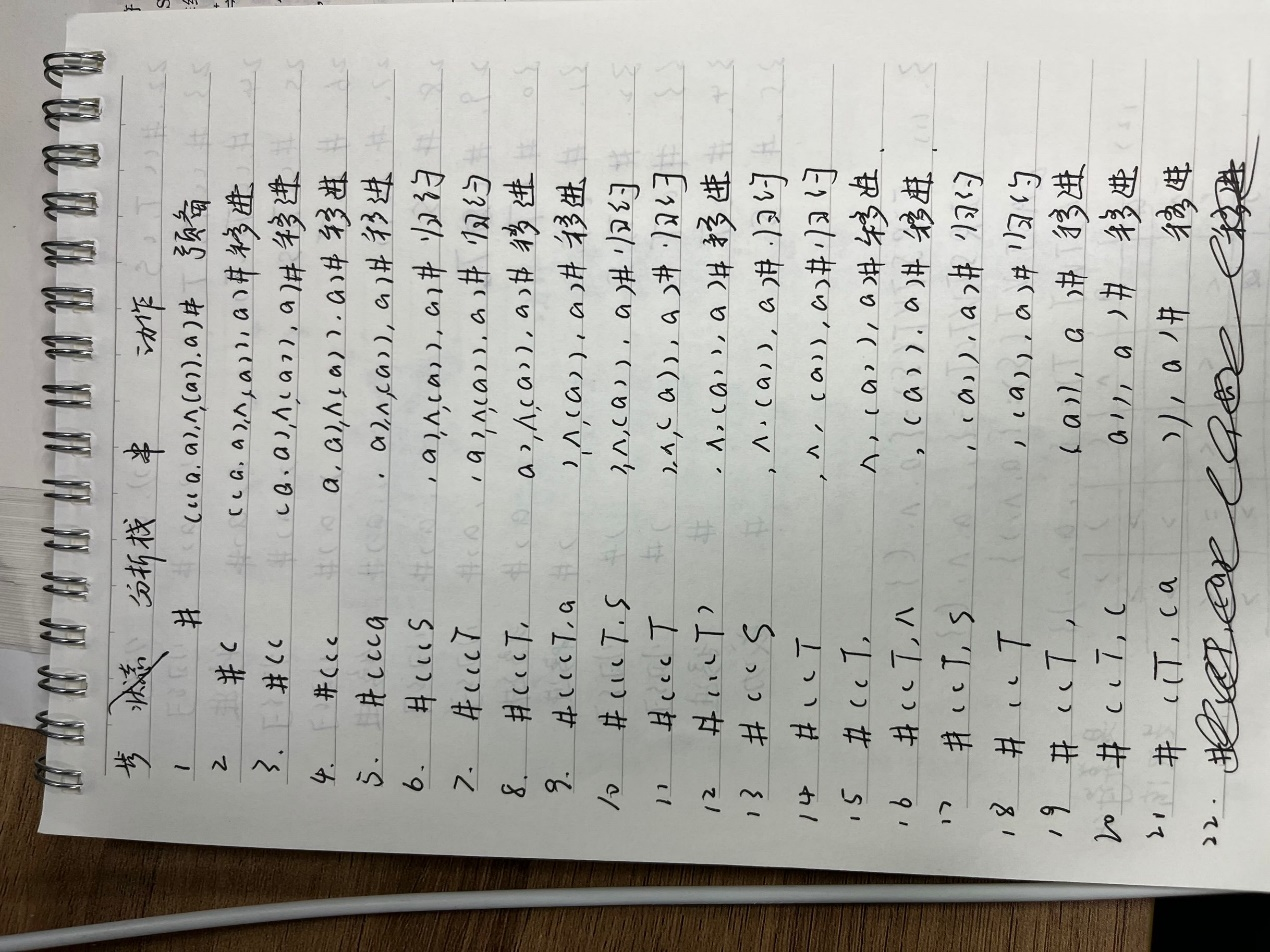 步 分析栈 串 动作
1 # (((a,a),∧,(a)),a)# 预备
2 #( ((a,a),∧,(a)),a)# 移进
3. #(( (a,a),∧,(a)),a)# 移进
4. #((( a,a),∧,(a)),a)# 移进
5. #(((a ,a),∧,(a)),a)# 移进
6. #(((S ,a),∧,(a)),a)# 归约
7. #(((T ,a),∧,(a)),a)# 归约
8. #(((T, a),∧,(a)),a)# 移进
9. #(((T,a ),∧,(a)),a)# 移进
10 #(((T,S ),∧,(a)),a)# 归约
11 #(((T ),∧,(a)),a)# 归约
12 #(((T) ,∧,(a)),a)# 移进
13 #((S ,∧,(a)),a)# 归约
14 #((T ,∧,(a)),a)# 归约
15 #((T, ∧,(a)),a)# 移进
16 #((T,∧ ,(a)),a)# 移进
17 #((T,S ,(a)),a)# 归约
18 #((T ,(a)),a)# 归约
19 #((T, (a)),a)# 移进
20 #((T,( a)),a)# 移进
21 #((T,(a )),a)# 移进
22.